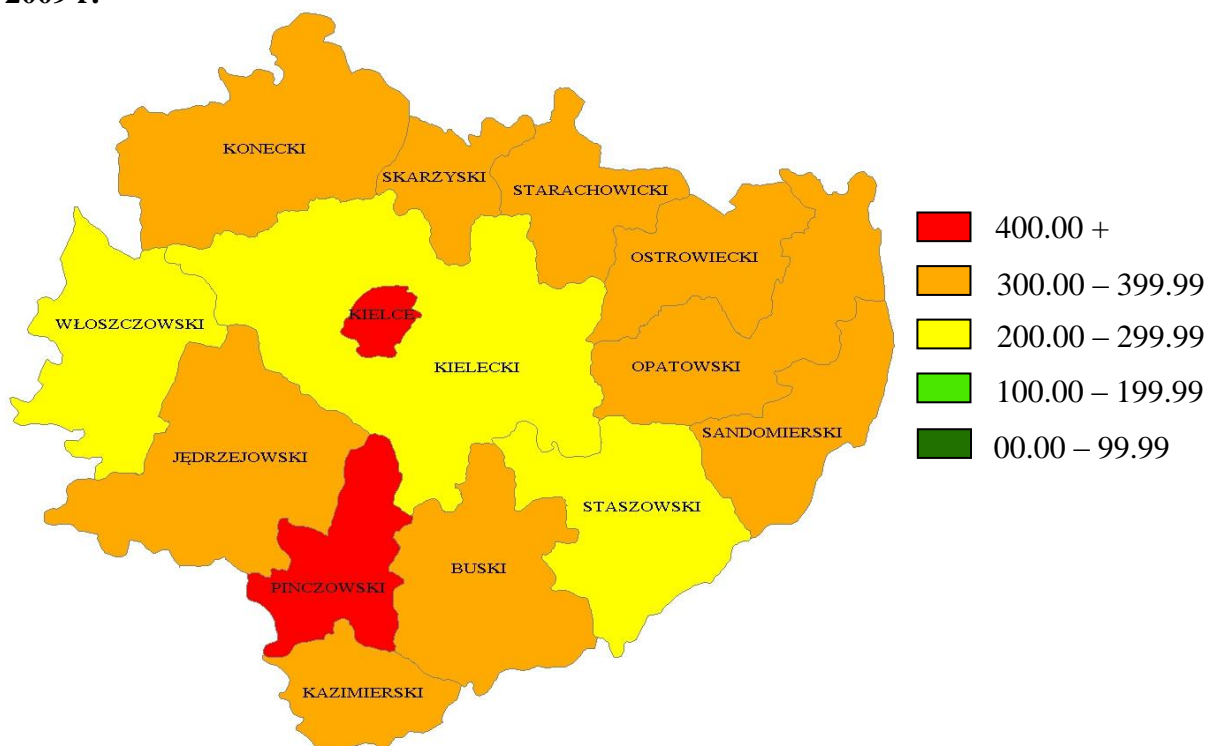 2009 r.
KONECKI
SKARŻYSKI
STARACHOWICKI
OSTROWIECKI
KIELCE
WŁOSZCZOWSKI
KIELECKI
OPATOWSKI
SANDOMIERSKI
JĘDRZEJOWSKI
STASZOWSKI
BUSKI
PINCZOWSKI
KAZIMIERSKI
400.00 +
300.00 – 399.99
200.00 – 299.99
100.00 – 199.99
00.00 – 99.99